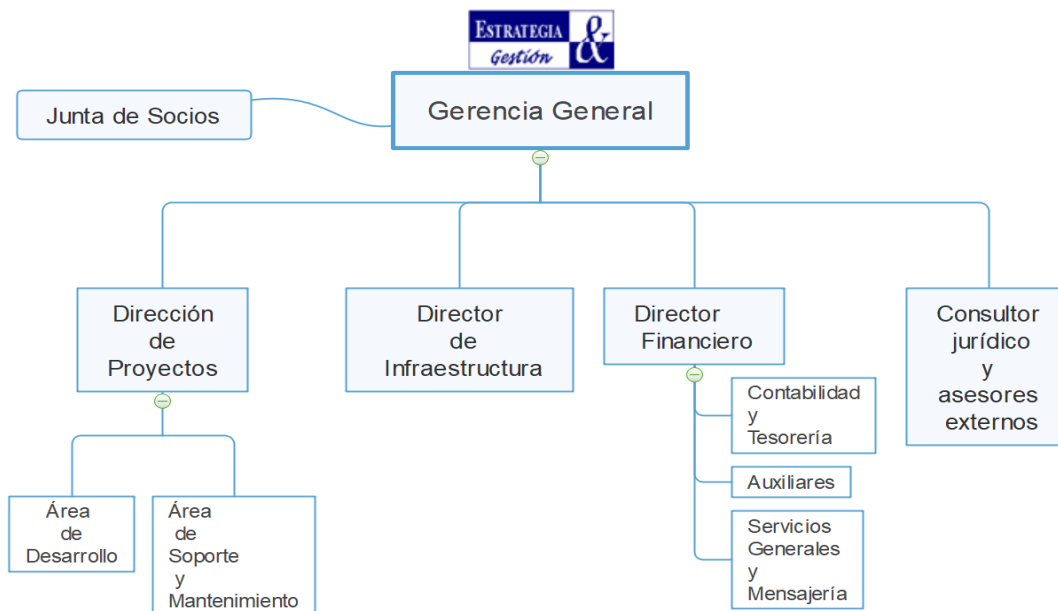 ESTRATEGIA
Gestión
&
Gerencia General
Junta de Socios
Dirección
de
Proyectos
Director
de
Infraestructura
Director
Financiero
Consultor
jurídico
y
asesores
externos
Contabilidad
y
Tesorería
Auxiliares
Servicios
Generales
y
Mensajería
Área
de
Desarrollo
Área
de
Soporte
y
Mantenimiento